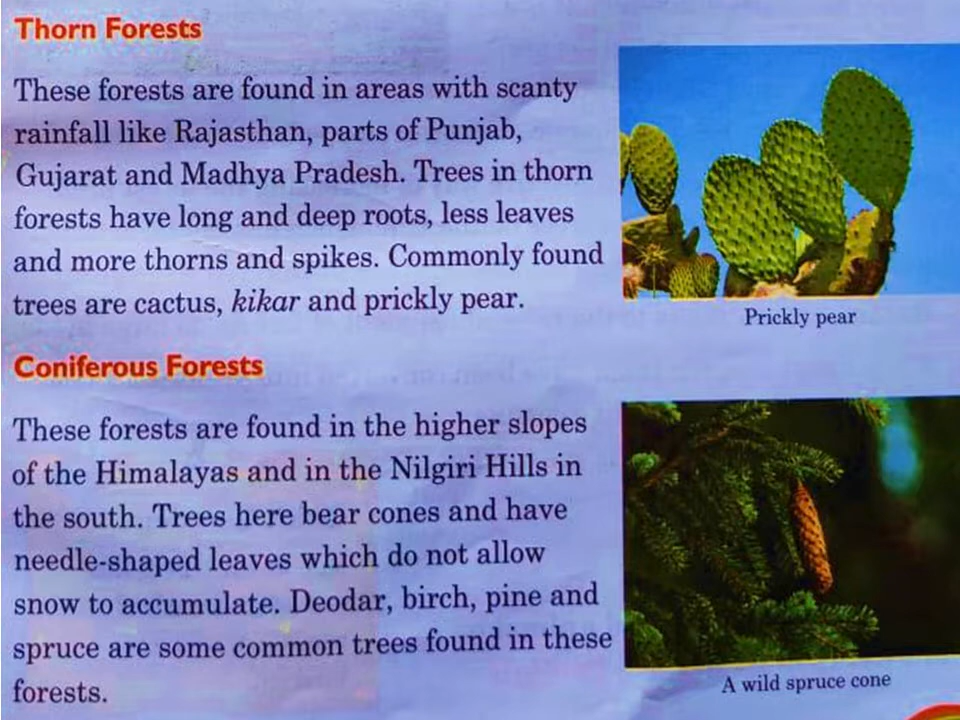 Thorn Forests
These forests are found in areas with scanty
rainfall like Rajasthan, parts of Punjab,
Gujarat and Madhya Pradesh. Trees in thorn
forests have long and deep roots, less leaves
and more thorns and spikes. Commonly found
trees are cactus, kikar and prickly pear.
Prickly pear
Coniferous Forests
These forests are found in the higher slopes
of the Himalayas and in the Nilgiri Hills in
the south. Trees here bear cones and have
needle-shaped leaves which do not allow
snow to accumulate. Deodar, birch, pine and
spruce are some common trees found in these
forests.
A wild spruce cone